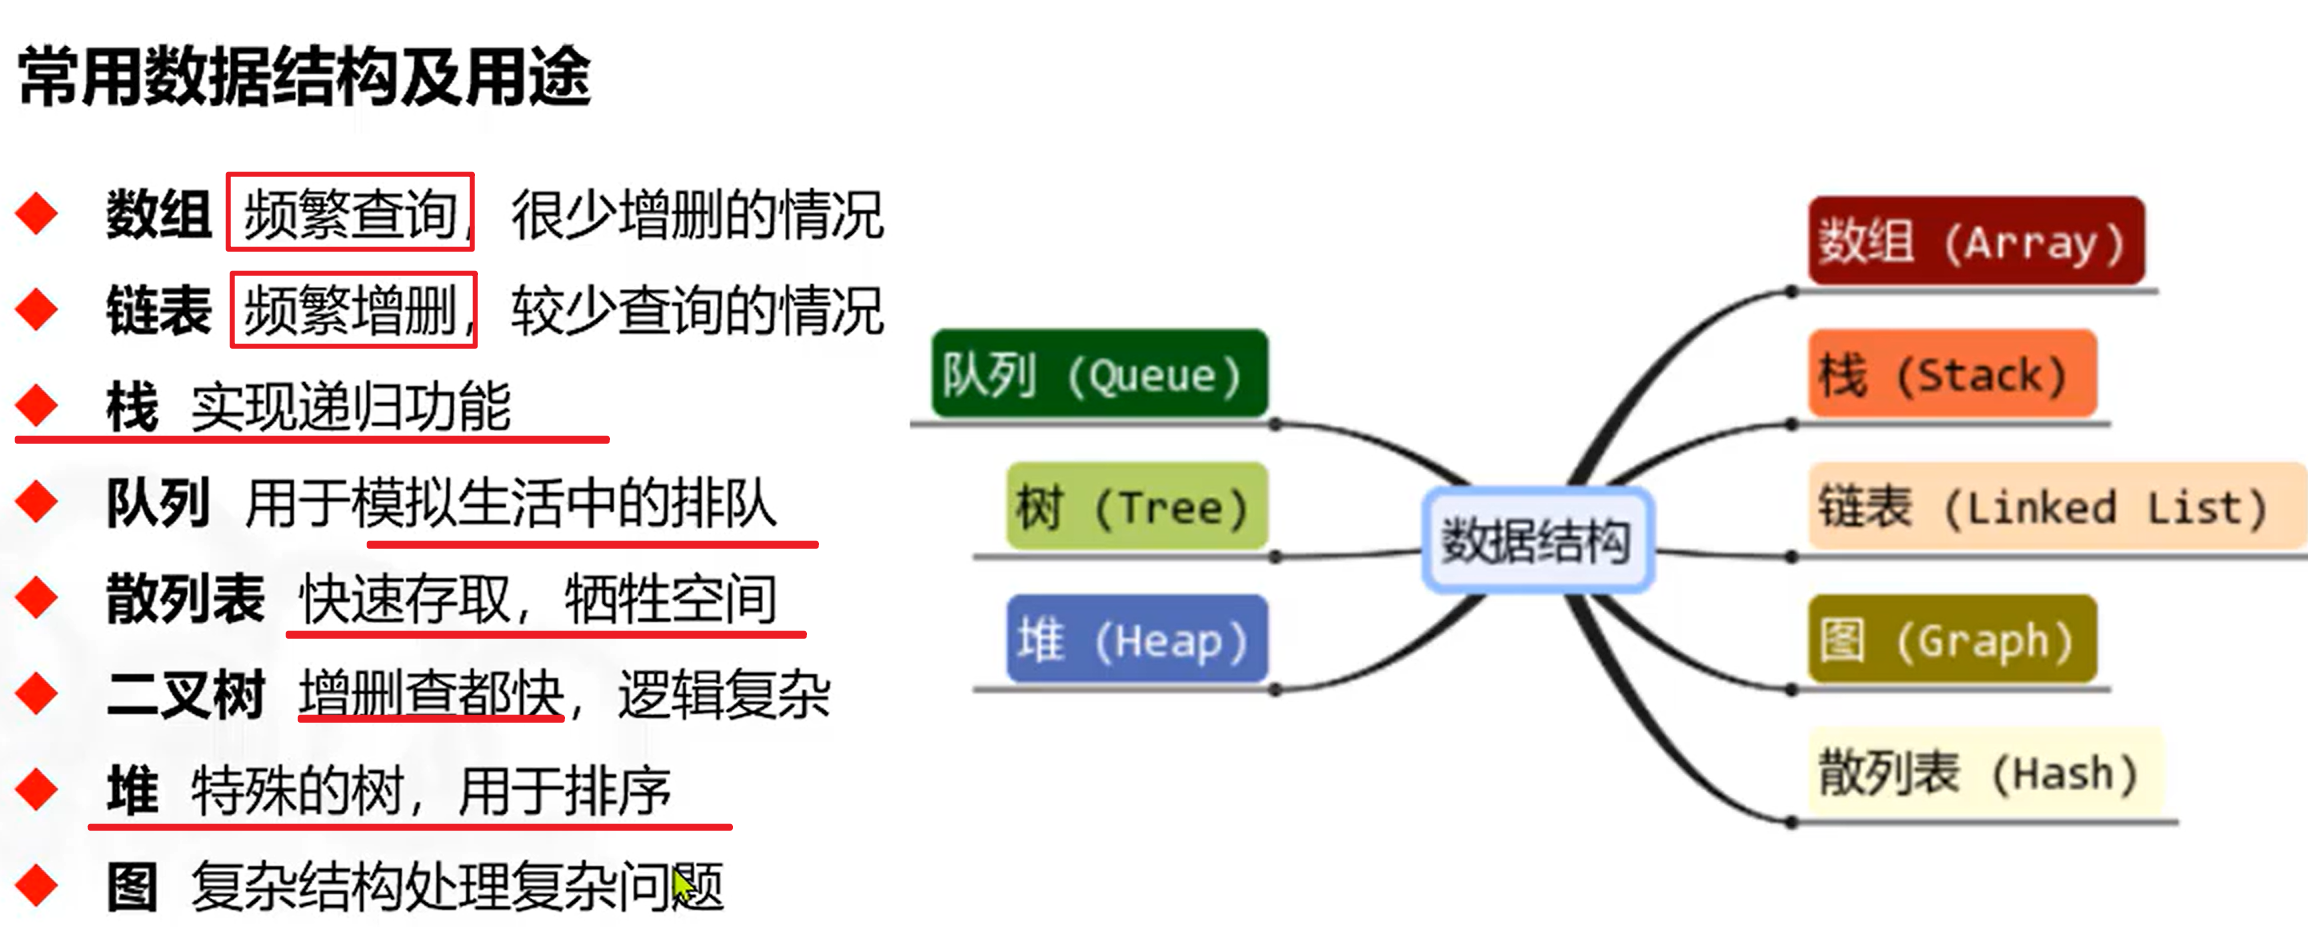 常用数据结构及用途
数组 频繁查询, 很少增删的情况
链表 频繁增删, 较少查询的情况
栈 实现递归功能
队列 用于模拟生活中的排队
散列表 快速存取，牺牲空间
二叉树 增删查都快，逻辑复杂
堆 特殊的树，用于排序
图 复杂结构处理复杂问题
队列 (Queue)
树 (Tree)
堆 (Heap)
数据结构
数组 (Array)
栈 (Stack)
链表 (Linked List)
图 (Graph)
散列表 (Hash)